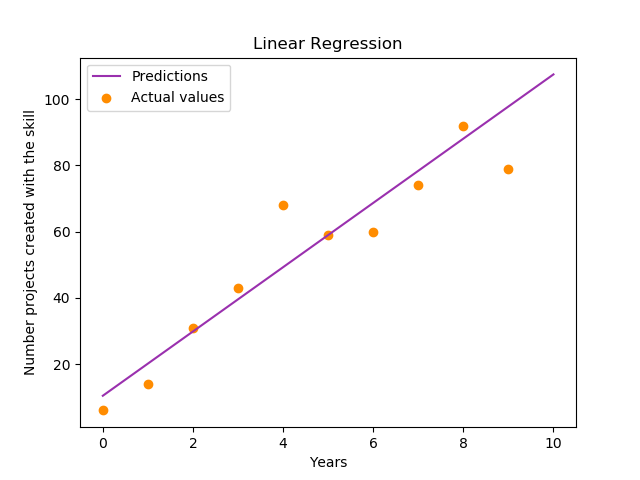 Linear Regression
Predictions
Actual values
100
80
60
40
20
Number projects created with the skill
0 2 4 6 8 10
Years